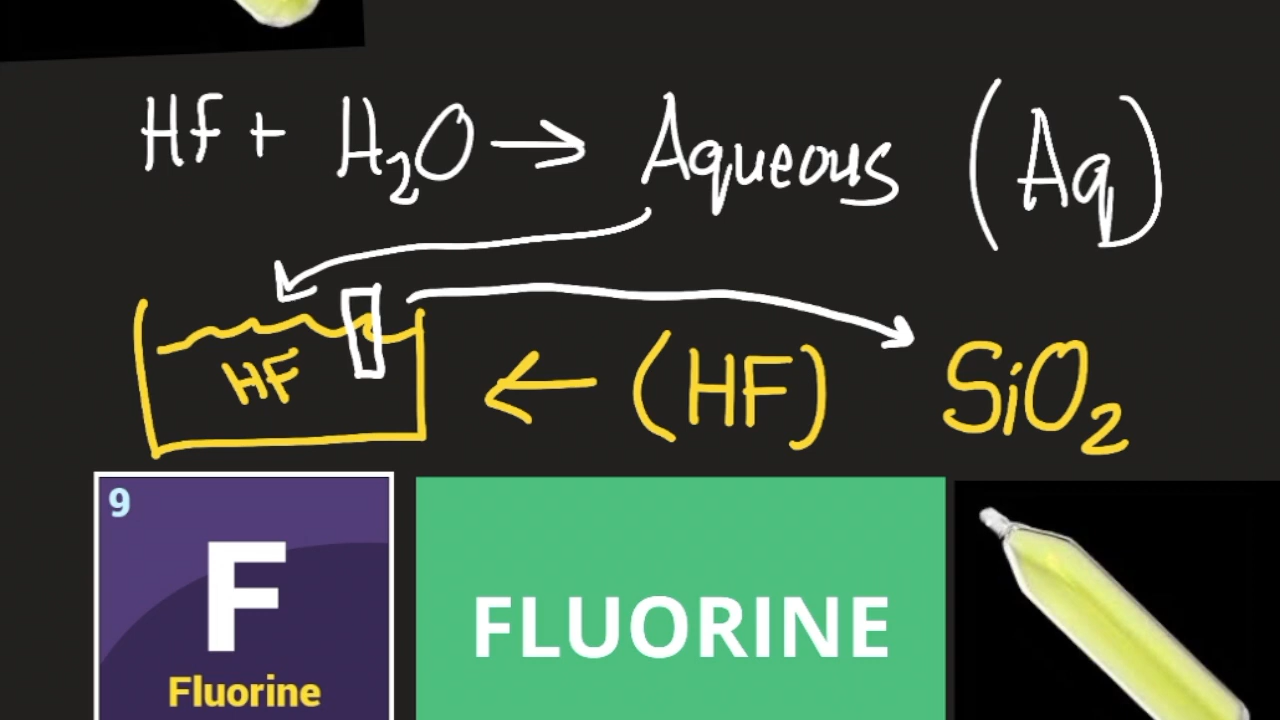 Hf + H₂O → Aqueous (Aq)
HF ← (HF) SiO₂
9
F
Fluorine
FLUORINE